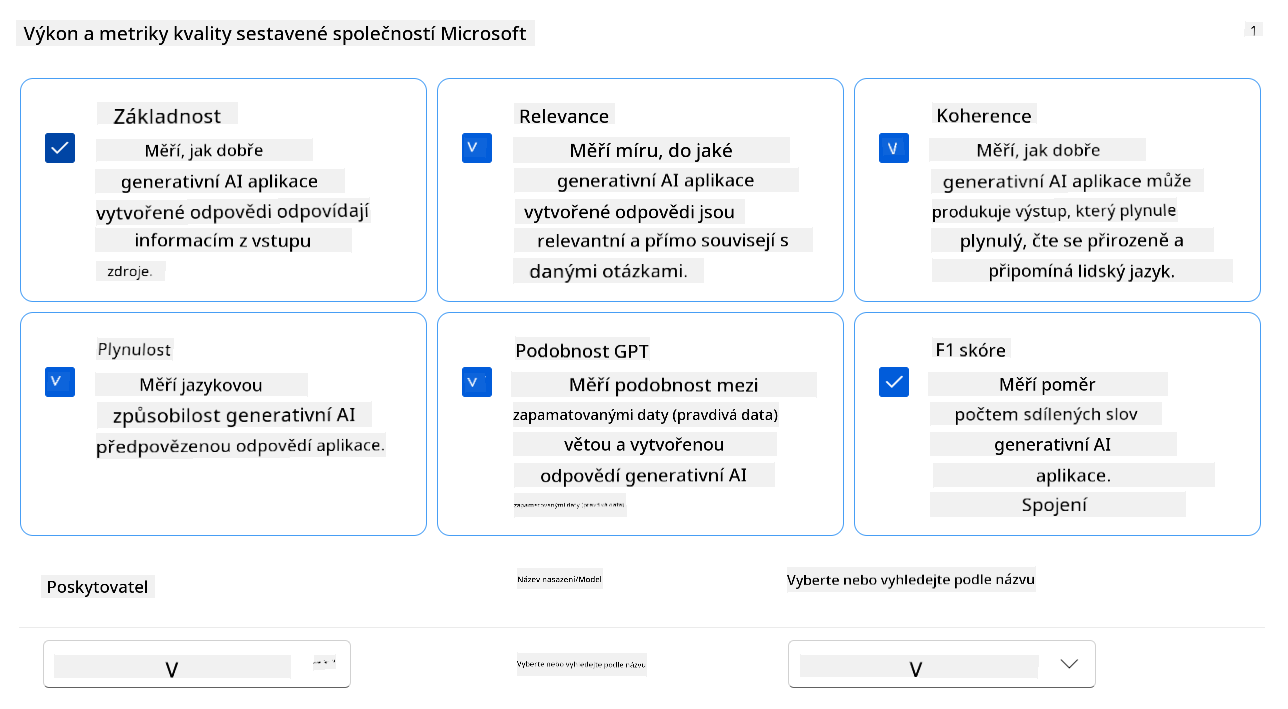 Výkon a metriky kvality sestavené společností Microsoft
1
Základnost
Měří, jak dobře
generativní AI aplikace
vytvořené odpovědi odpovídají
informacím z vstupu
zdroje.
V
Relevance
Měří míru, do jaké
generativní AI aplikace
vytvořené odpovědi jsou
relevantní a přímo souvisejí s
danými otázkami.
V
Koherence
Měří, jak dobře
generativní AI aplikace může
produkuje výstup, který plynule
plynulý, čte se přirozeně a
připomíná lidský jazyk.
V
Plynulost
Měří jazykovou
způsobilost generativní AI
předpovězenou odpovědí aplikace.
V
Podobnost GPT
Měří podobnost mezi
zapamatovanými daty (pravdivá data)
větou a vytvořenou
odpovědí generativní AI
zapamatovanými daty (pravdivá data)
F1 skóre
Měří poměr
počtem sdílených slov
generativní AI
aplikace.
Spojení
Poskytovatel
Název nasazení/Model
Vyberte nebo vyhledejte podle názvu
V
Vyberte nebo vyhledejte podle názvu
V